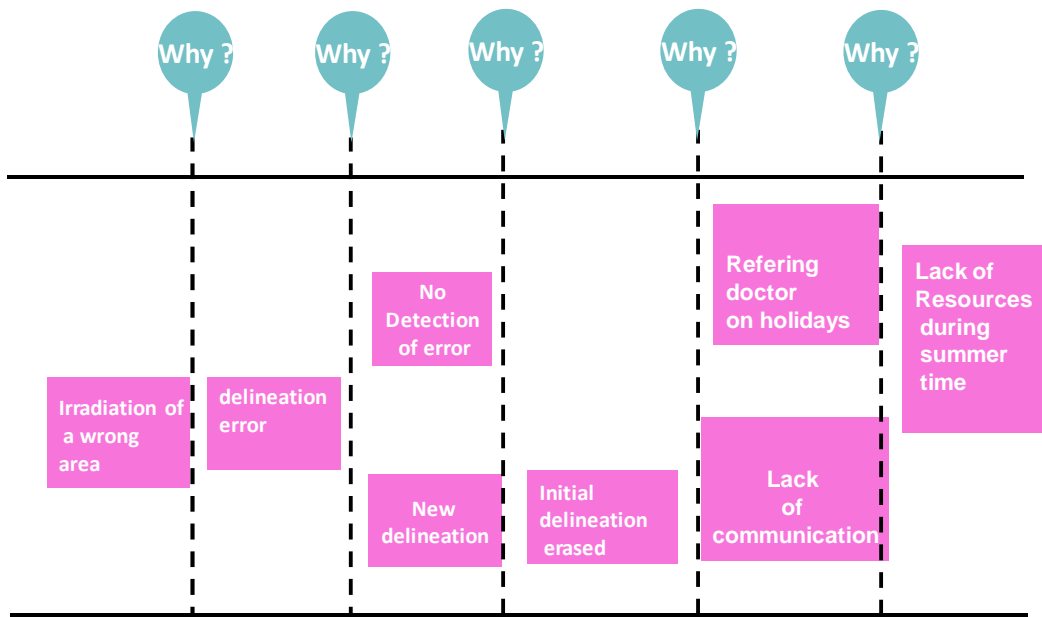 Why ?
Why ?
Why ?
Why ?
Why ?
Irradiation of
a wrong
area
delineation
error
No
Detection
of error
New
delineation
Initial
delineation
erased
Refering
doctor
on holidays
Lack
of
communication
Lack of
Resources
during
summer
time